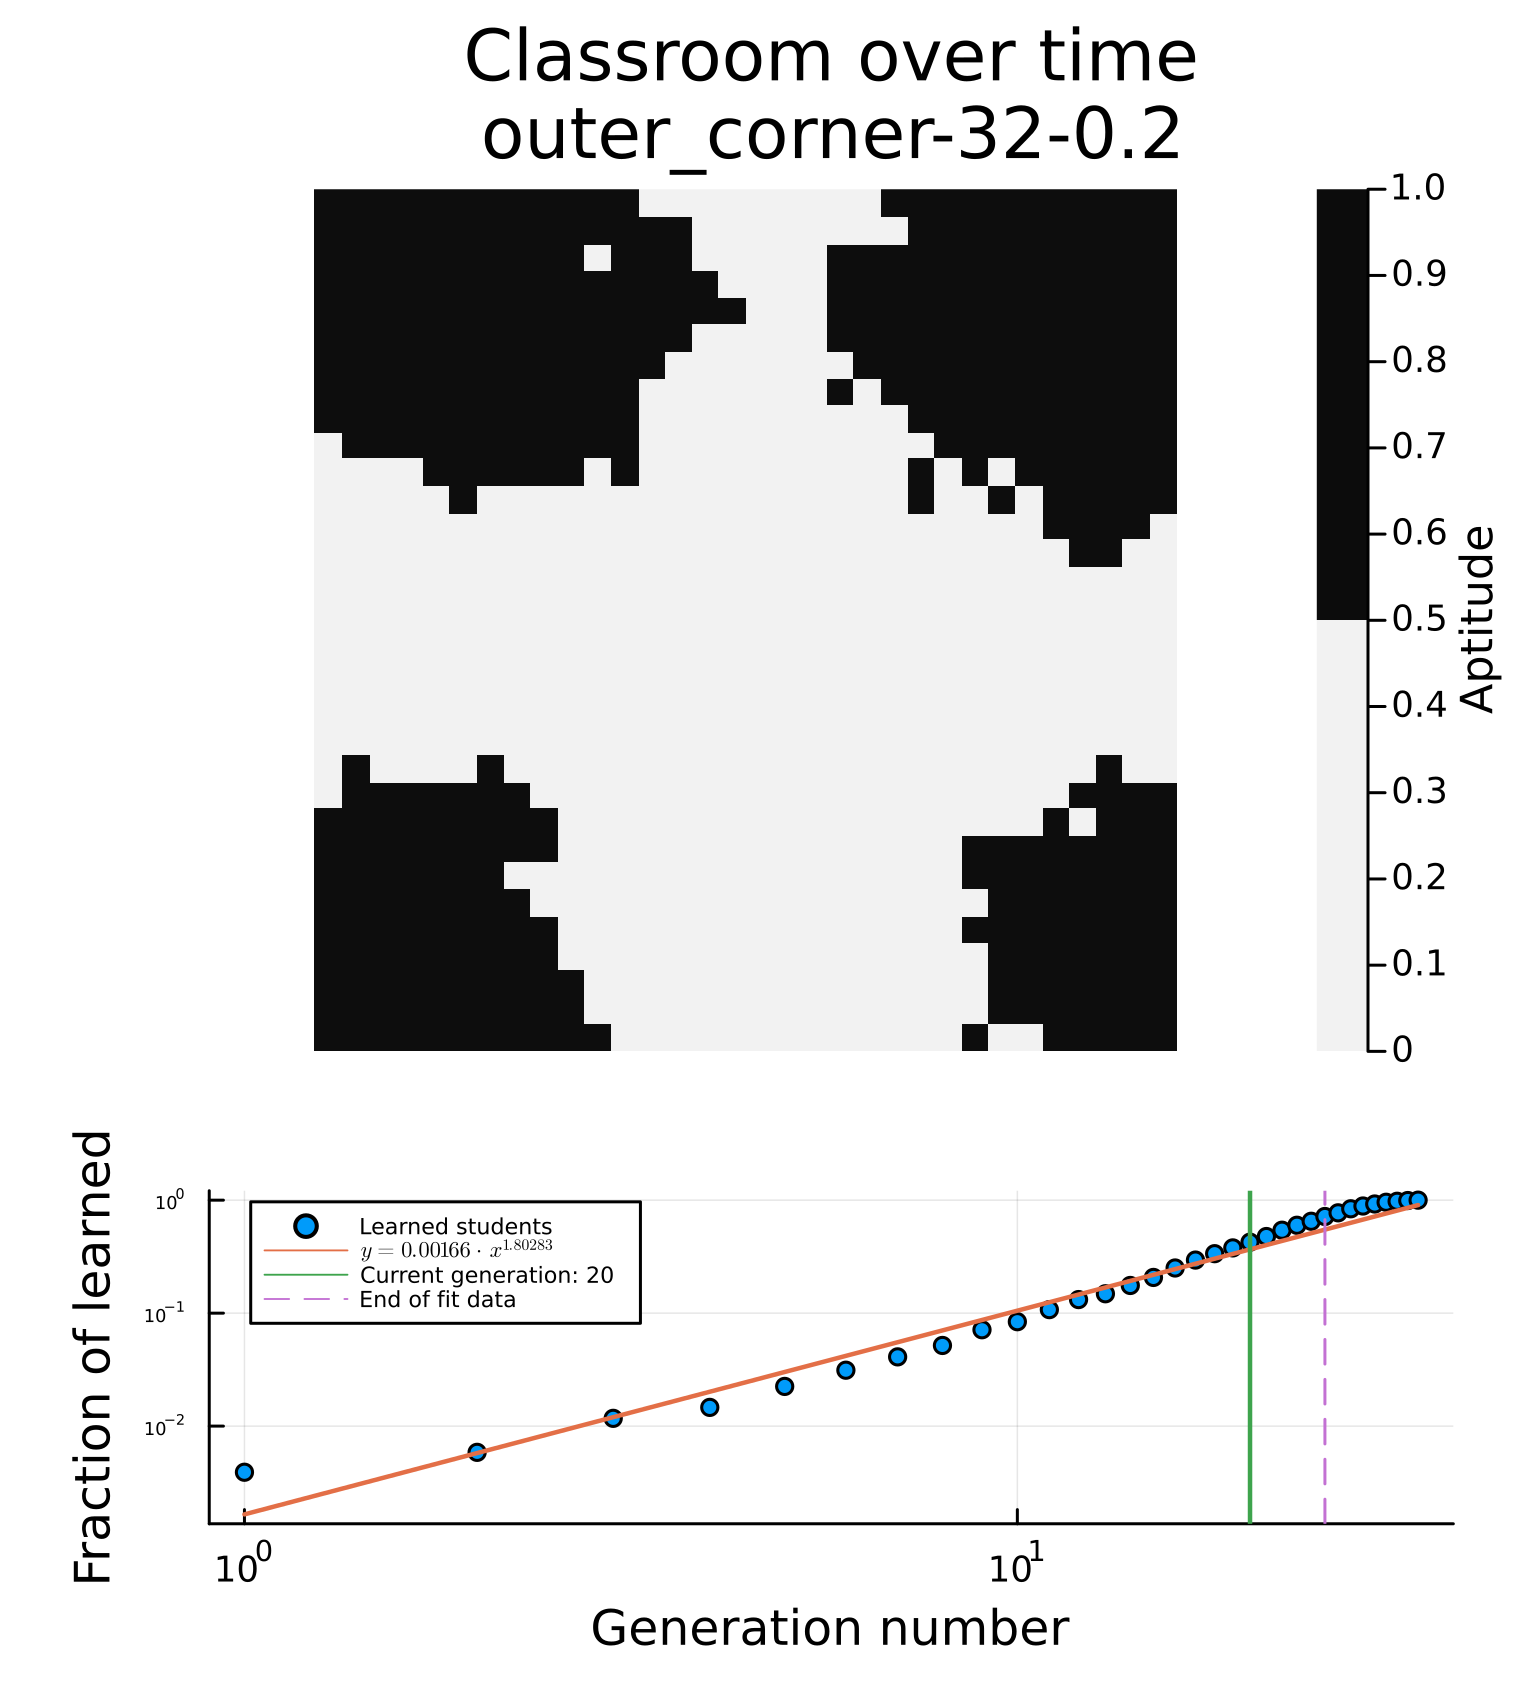 Classroom over time
outer_corner-32-0.2
1.0
0.9
0.8
0.7
0.6
0.5
0.4
0.3
0.2
0.1
0
Aptitude
Fraction of learned
10^0
10^-1
10^-2
Learned students
y = 0.00166 · x^1.80283
Current generation: 20
End of fit data
10^0
10^1
Generation number